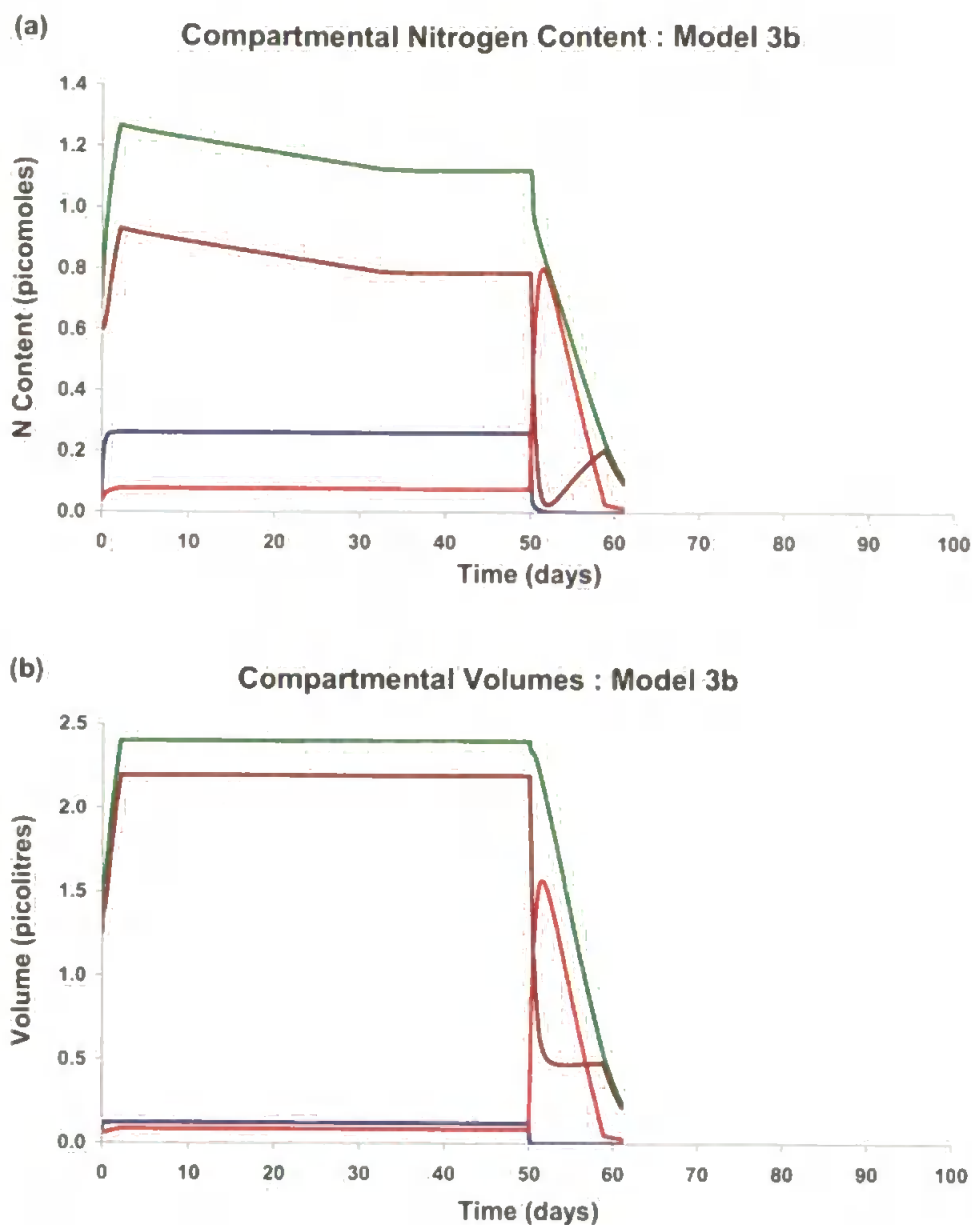 (a)
Compartmental Nitrogen Content : Model 3b
1.4
1.2
1.0
0.8
0.6
0.4
0.2
0.0
N Content (picomoles)
0 10 20 30 40 50 60 70 80 90 100
Time (days)
(b)
Compartmental Volumes : Model 3b
2.5
2.0
1.5
1.0
0.5
0.0
Volume (picolitres)
0 10 20 30 40 50 60 70 80 90 100
Time (days)